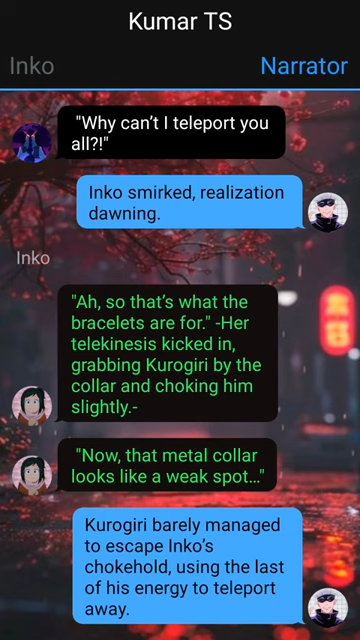 Kumar TS
Inko
Narrator
"Why can't I teleport you
all?!"
Inko smirked, realization
dawning.
Inko
"Ah, so that's what the
bracelets are for." -Her
telekinesis kicked in,
grabbing Kurogiri by the
collar and choking him
slightly.-
"Now, that metal collar
looks like a weak spot…"
Kurogiri barely managed
to escape Inko's
chokehold, using the last
of his energy to teleport
away.